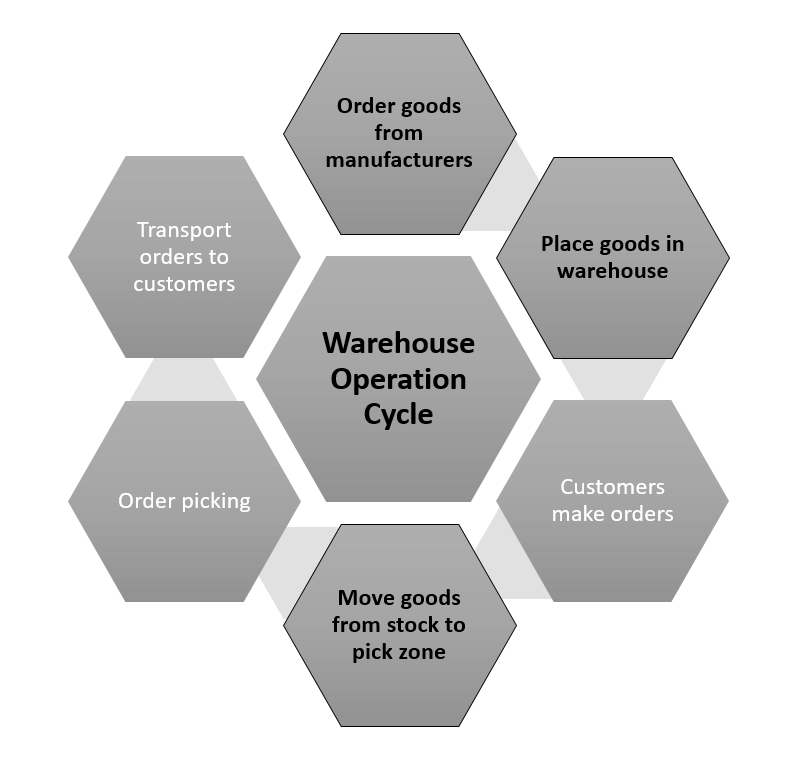 Order goods
from
manufacturers
Place goods in
warehouse
Customers
make orders
Move goods
from stock to
pick zone
Order picking
Transport
orders to
customers
Warehouse
Operation
Cycle